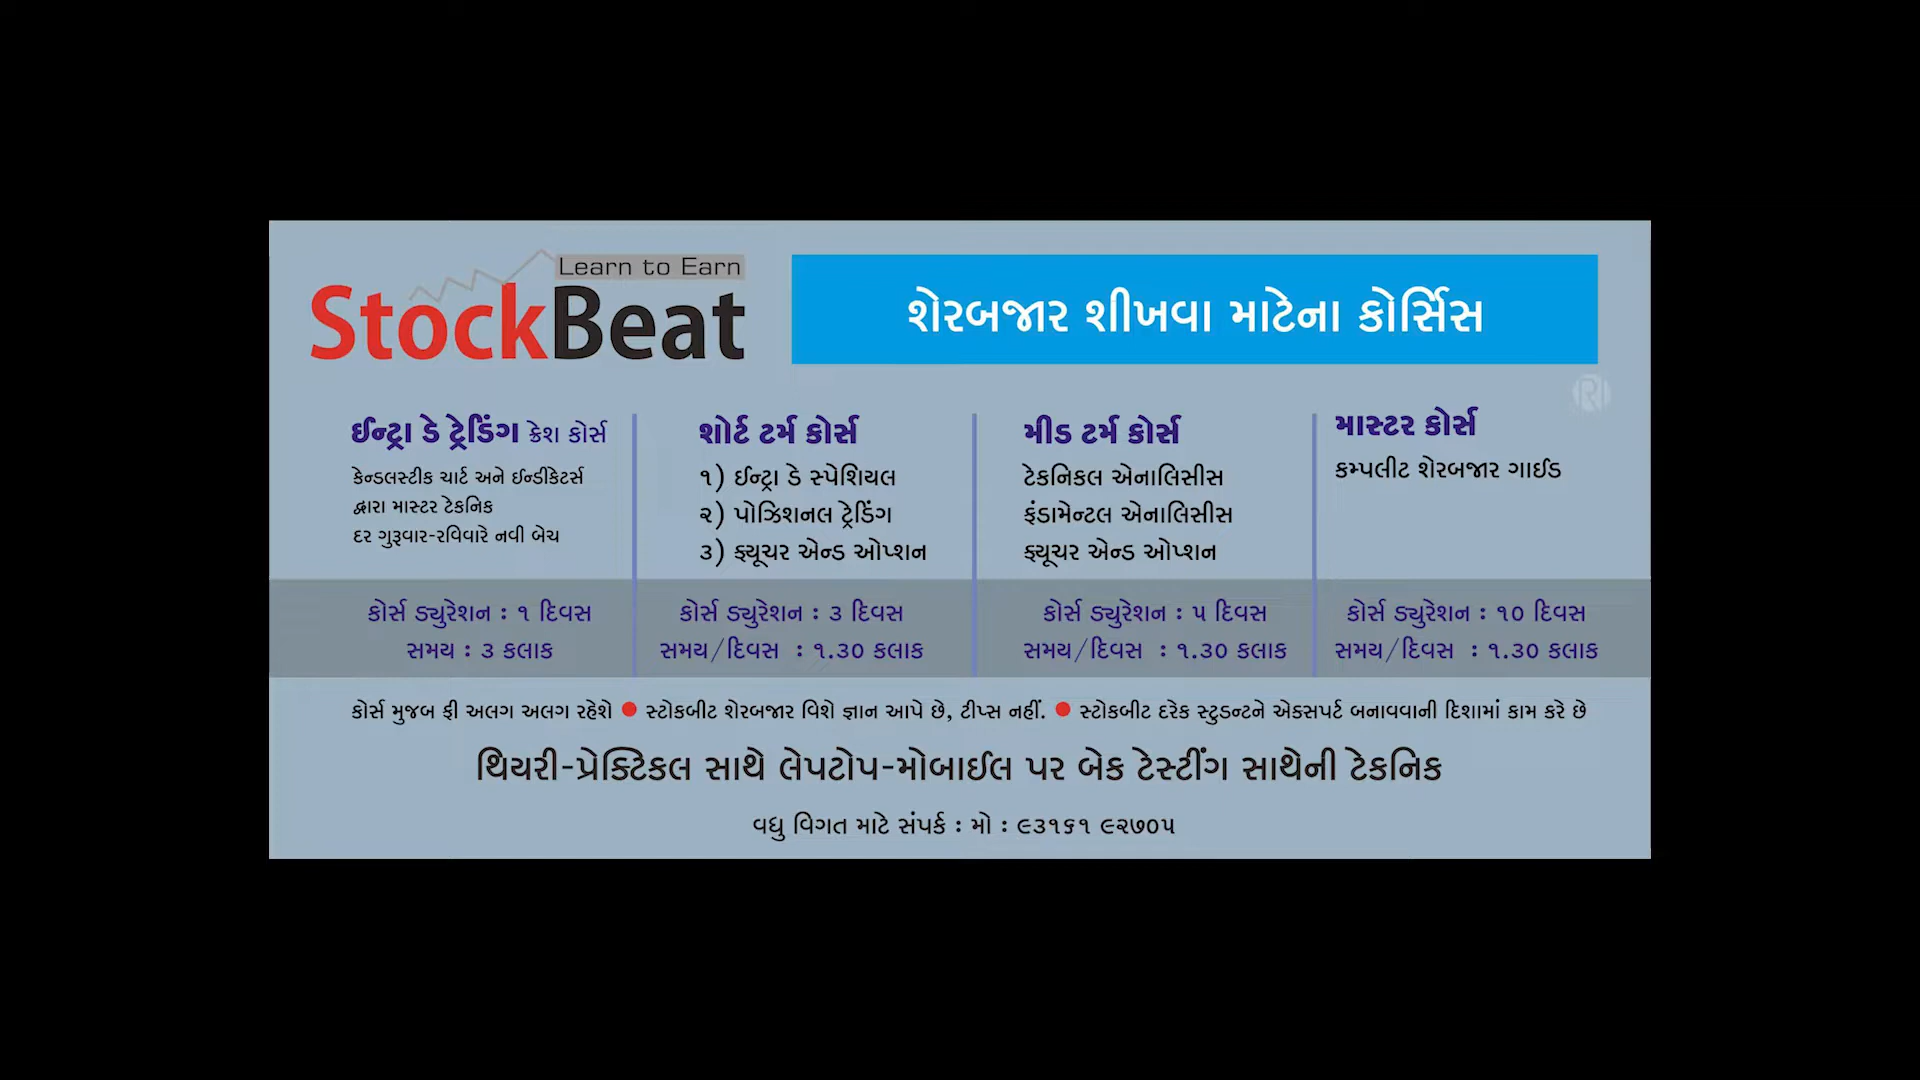 Learn to Earn
StockBeat
શેરબજાર શીખવા માટેના કોર્સિસ
ઈન્ટ્રા ડે ટ્રેડિંગ ક્રેશ કોર્સ
કેન્ડલસ્ટીક ચાર્ટ અને ઈન્ડીકેટર્સ
દ્વારા માસ્ટર ટેકનિક
દર ગુરૂવાર-રવિવારે નવી બેચ
કોર્સ ડ્યુરેશન : ૧ દિવસ
સમય : ૩ કલાક
શોર્ટ ટર્મ કોર્સ
૧) ઈન્ટ્રા ડે સ્પેશિયલ
૨) પોઝિશનલ ટ્રેડિંગ
૩) ફ્યૂચર એન્ડ ઓપ્શન
કોર્સ ડ્યુરેશન : ૩ દિવસ
સમય/દિવસ : ૧.૩૦ કલાક
મીડ ટર્મ કોર્સ
ટેકનિકલ એનાલિસીસ
ફંડામેન્ટલ એનાલિસીસ
ફ્યૂચર એન્ડ ઓપ્શન
કોર્સ ડ્યુરેશન : ૫ દિવસ
સમય/દિવસ : ૧.૩૦ કલાક
માસ્ટર કોર્સ
કમ્પલીટ શેરબજાર ગાઈડ
કોર્સ ડ્યુરેશન : ૧૦ દિવસ
સમય/દિવસ : ૧.૩૦ કલાક
કોર્સ મુજબ ફી અલગ અલગ રહેશે ● સ્ટોકબીટ શેરબજાર વિશે જ્ઞાન આપે છે, ટીપ્સ નહીં. ● સ્ટોકબીટ દરેક સ્ટુડન્ટને એક્સપર્ટ બનાવવાની દિશામાં કામ કરે છે
થિયરી-પ્રેક્ટિકલ સાથે લેપટોપ-મોબાઈલ પર બેક ટેસ્ટીંગ સાથેની ટેકનિક
વધુ વિગત માટે સંપર્ક : મો : ૯૩૧૬૧ ૯૨૭૦૫